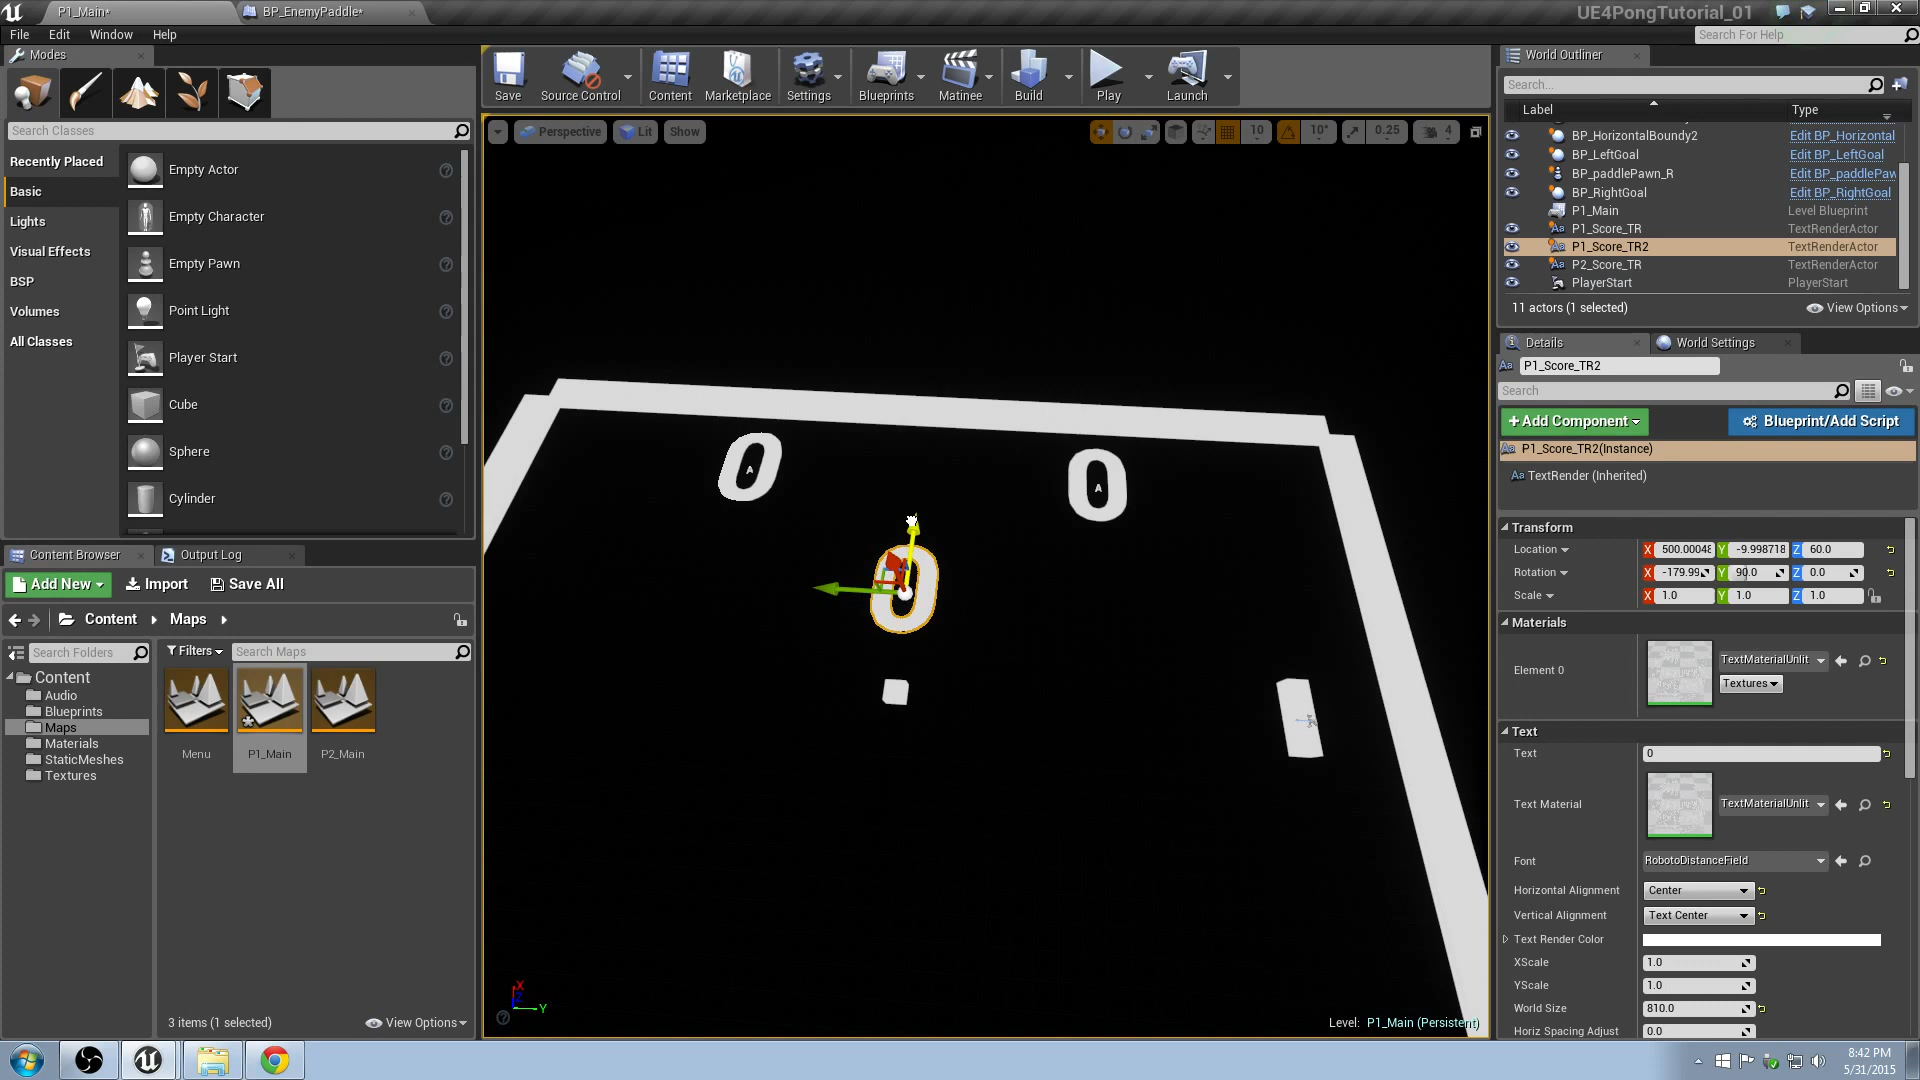 P1_Main*
BP_EnemyPaddle*
UE4PongTutorial_01
File Edit Window Help
Search For Help
Modes
Search Classes
Recently Placed
Basic
Lights
Visual Effects
BSP
Volumes
All Classes
Empty Actor
Empty Character
Empty Pawn
Point Light
Player Start
Cube
Sphere
Cylinder
Save
Source Control
Content
Marketplace
Settings
Blueprints
Matinee
Build
Play
Launch
Perspective
Lit
Show
10
10°
0.25
4
0
0
0
X
Z
Y
Level: P1_Main (Persistent)
World Outliner
Search...
Label Type
BP_HorizontalBoundy2 Edit BP_Horizontal
BP_LeftGoal Edit BP_LeftGoal
BP_paddlePawn_R Edit BP_paddlePaw
BP_RightGoal Edit BP_RightGoal
P1_Main Level Blueprint
P1_Score_TR TextRenderActor
P1_Score_TR2 TextRenderActor
P2_Score_TR TextRenderActor
PlayerStart PlayerStart
11 actors (1 selected)
View Options
Details
World Settings
P1_Score_TR2
Search
+Add Component
Blueprint/Add Script
P1_Score_TR2(Instance)
TextRender (Inherited)
Transform
Location X 500.00048 Y -9.998718 Z 60.0
Rotation X -179.99 Y 90.0 Z 0.0
Scale X 1.0 Y 1.0 Z 1.0
Materials
Element 0
TextMaterialUnlit
Textures
Text
Text 0
Text Material TextMaterialUnlit
Font RobotoDistanceField
Horizontal Alignment Center
Vertical Alignment Text Center
Text Render Color
XScale 1.0
YScale 1.0
World Size 810.0
Horiz Spacing Adjust 0.0
Content Browser
Output Log
Add New
Import
Save All
Content Maps
Search Folders
Filters
Search Maps
Content
Audio
Blueprints
Maps
Materials
StaticMeshes
Textures
Menu
P1_Main
P2_Main
3 items (1 selected)
View Options
8:42 PM
5/31/2015